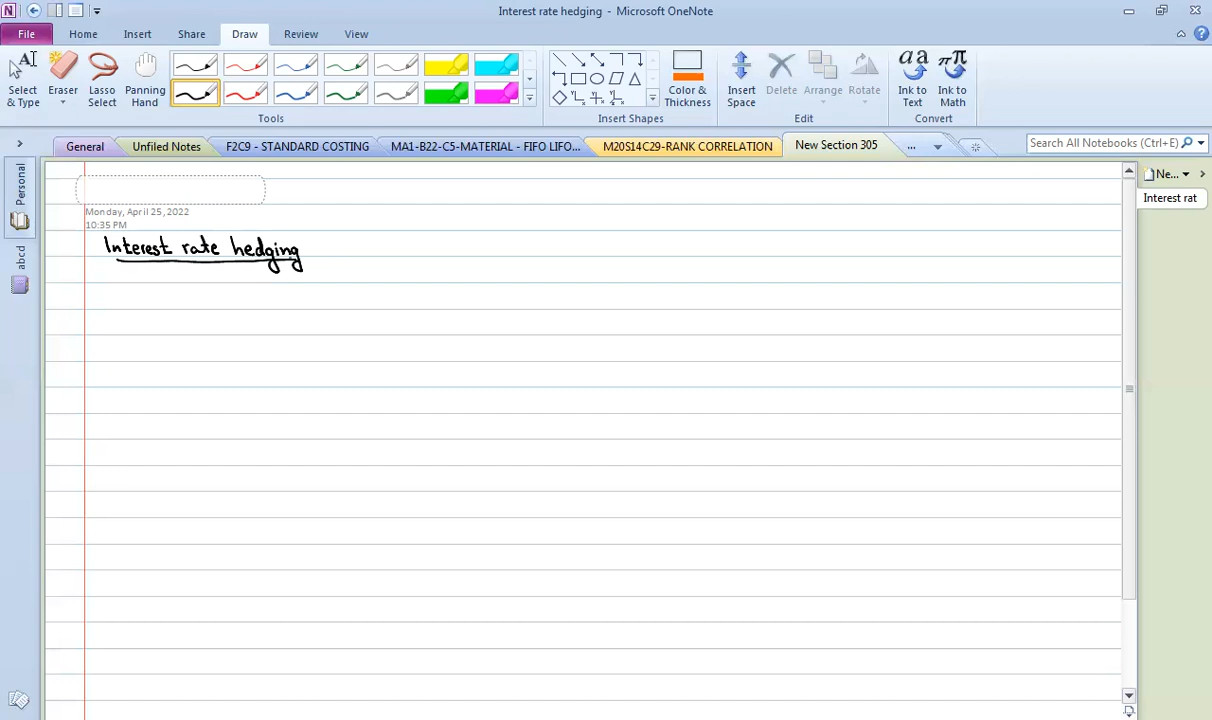 Interest rate hedging - Microsoft OneNote
File Home Insert Share Draw Review View
Select & Type
Eraser
Lasso Select
Panning Hand
Color & Thickness
Insert Space
Delete
Arrange
Rotate
Ink to Text
Ink to Math
Tools
Insert Shapes
Edit
Convert
General
Unfiled Notes
F2C9 - STANDARD COSTING
MA1-B22-C5-MATERIAL - FIFO LIFO...
M20S14C29-RANK CORRELATION
New Section 305
...
Search All Notebooks (Ctrl+E)
Personal
abcd
Ne...
Interest rat
Monday, April 25, 2022
10:35 PM
Interest rate hedging